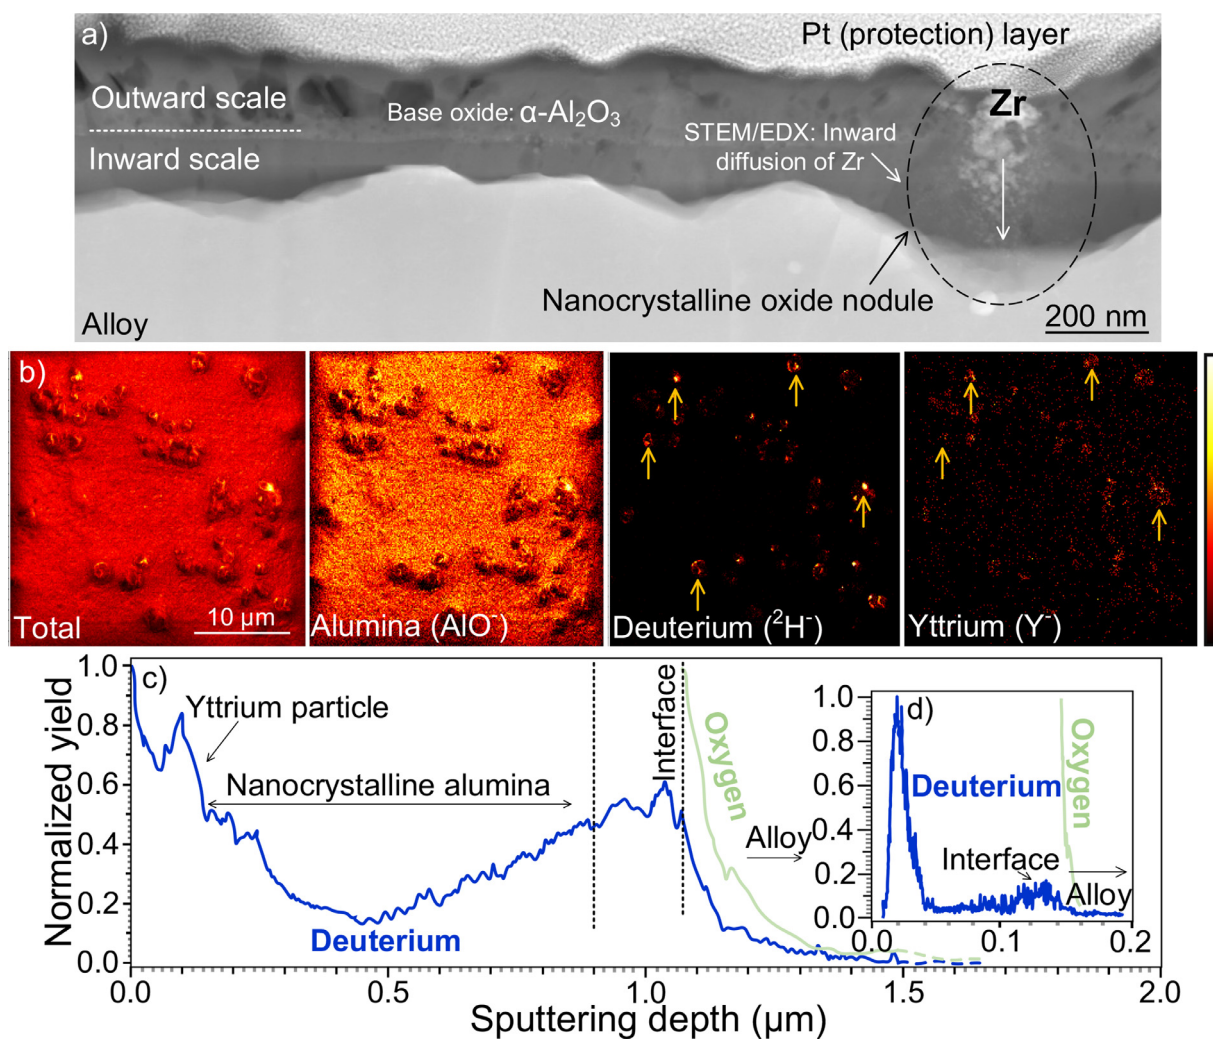 a)
Pt (protection) layer
Outward scale
Base oxide: α-Al₂O₃
Zr
STEM/EDX: Inward
diffusion of Zr
Inward scale
Nanocrystalline oxide nodule
Alloy
200 nm
b)
10 µm
Total
Alumina (AlO⁻)
Deuterium (²H⁻)
Yttrium (Y⁻)
c)
Normalized yield
1.0
0.8
0.6
0.4
0.2
0.0
Yttrium particle
Nanocrystalline alumina
Deuterium
Interface
Oxygen
Alloy
d)
1.0
0.8
0.6
0.4
0.2
0.0
Deuterium
Oxygen
Interface
Alloy
0.0
0.1
0.2
0.0
0.5
1.0
1.5
2.0
Sputtering depth (µm)